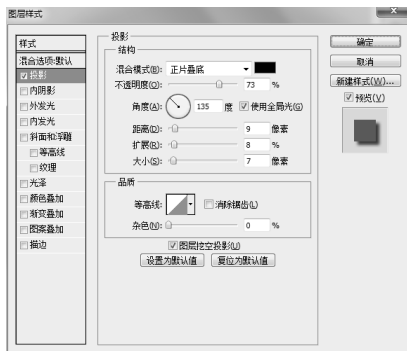 图层样式
样式
混合选项:默认
投影
内阴影
外发光
内发光
斜面和浮雕
等高线
纹理
光泽
颜色叠加
渐变叠加
图案叠加
描边
投影
结构
混合模式(B): 正片叠底
不透明度(O): 73 %
角度(A): 135 度 使用全局光(G)
距离(D): 9 像素
扩展(R): 8 %
大小(S): 7 像素
品质
等高线: 消除锯齿(L)
杂色(N): 0 %
图层挖空投影(U)
设置为默认值 复位为默认值
确定
取消
新建样式(W)...
预览(V)